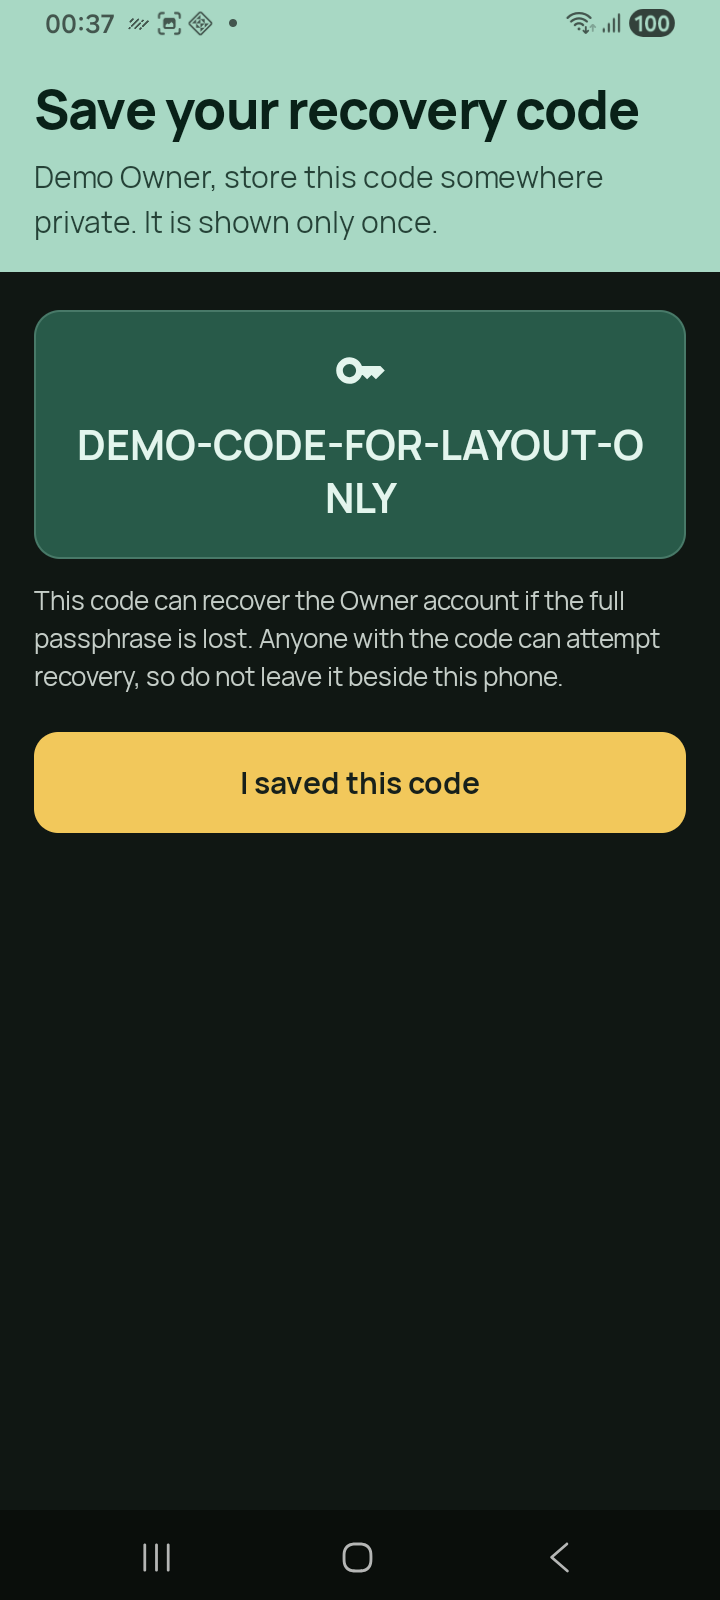 00:37
100
Save your recovery code
Demo Owner, store this code somewhere
private. It is shown only once.
DEMO-CODE-FOR-LAYOUT-O
NLY
This code can recover the Owner account if the full
passphrase is lost. Anyone with the code can attempt
recovery, so do not leave it beside this phone.
I saved this code